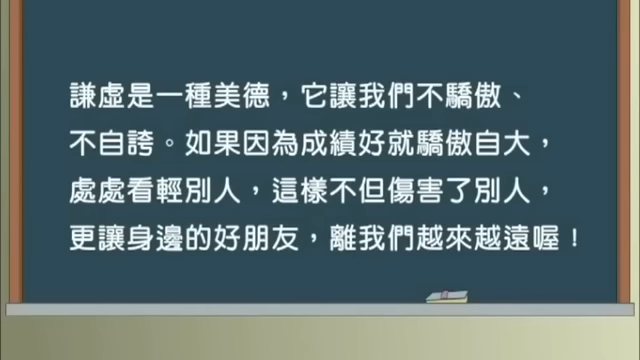 謙虛是一種美德，它讓我們不驕傲、
不自誇。如果因為成績好就驕傲自大，
處處看輕別人，這樣不但傷害了別人，
更讓身邊的好朋友，離我們越來越遠喔！